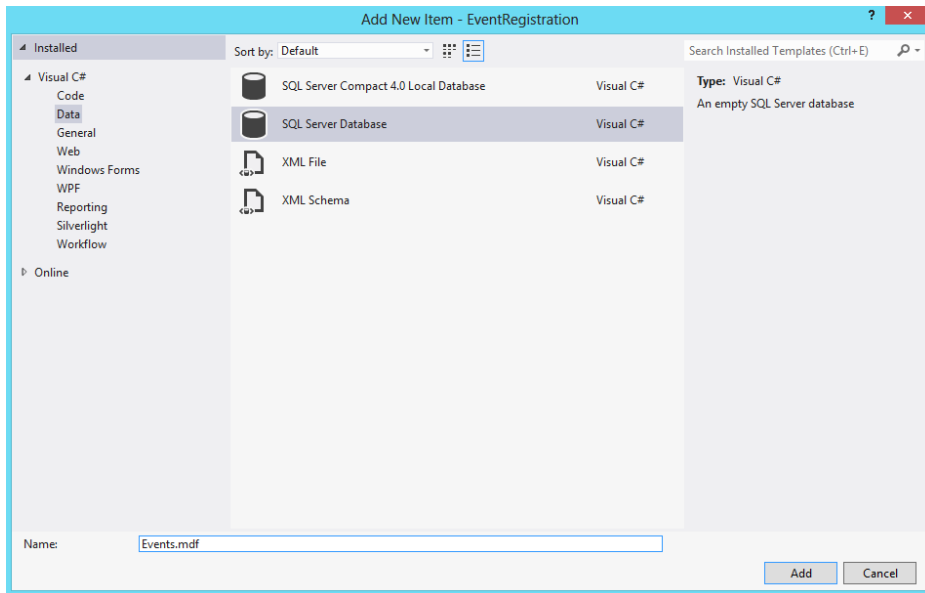 Add New Item - EventRegistration
?
Installed
Sort by: Default
Search Installed Templates (Ctrl+E)
Visual C#
Code
Data
General
Web
Windows Forms
WPF
Reporting
Silverlight
Workflow
Online
SQL Server Compact 4.0 Local Database Visual C#
SQL Server Database Visual C#
XML File Visual C#
XML Schema Visual C#
Type: Visual C#
An empty SQL Server database
Name: Events.mdf
Add Cancel